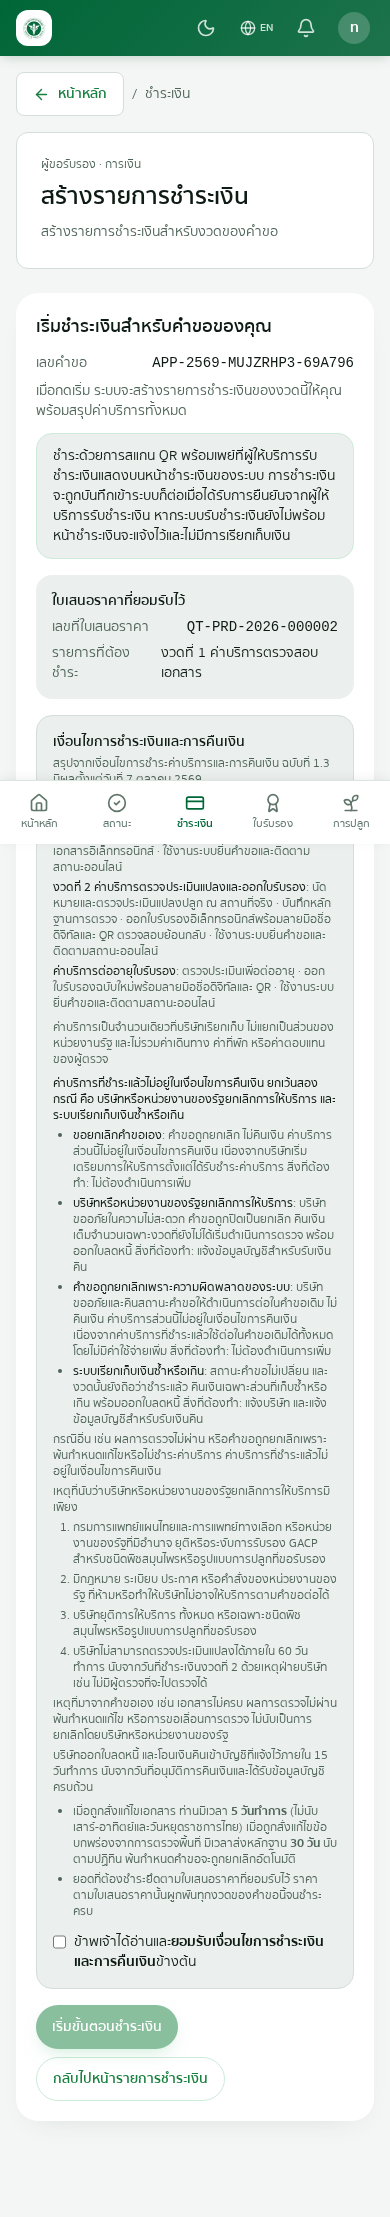 EN
ก
หน้าหลัก
/ ชำระเงิน
ผู้ขอรับรอง · การเงิน
สร้างรายการชำระเงิน
สร้างรายการชำระเงินสำหรับงวดของคำขอ
เริ่มชำระเงินสำหรับคำขอของคุณ
เลขคำขอ APP-2569-MUJZRHP3-69A796
เมื่อกดเริ่ม ระบบจะสร้างรายการชำระเงินของงวดนี้ให้คุณ
พร้อมสรุปค่าบริการทั้งหมด
ชำระด้วยการสแกน QR พร้อมเพย์ที่ผู้ให้บริการรับ
ชำระเงินแสดงบนหน้าชำระเงินของระบบ การชำระเงิน
จะถูกบันทึกเข้าระบบก็ต่อเมื่อได้รับการยืนยันจากผู้ให้
บริการรับชำระเงิน หากระบบรับชำระเงินยังไม่พร้อม
หน้าชำระเงินจะแจ้งไว้และไม่มีการเรียกเก็บเงิน
ใบเสนอราคาที่ยอมรับไว้
เลขที่ใบเสนอราคา QT-PRD-2026-000002
รายการที่ต้อง งวดที่ 1 ค่าบริการตรวจสอบ
ชำระ เอกสาร
เงื่อนไขการชำระเงินและการคืนเงิน
สรุปจากเงื่อนไขการชำระค่าบริการและการคืนเงิน ฉบับที่ 1.3
มีผลตั้งแต่วันที่ 7 ตุลาคม 2569
หน้าหลัก
สถานะ
ชำระเงิน
ใบรับรอง
การปลูก
เอกสารอิเล็กทรอนิกส์ · ใช้งานระบบยื่นคำขอและติดตาม
สถานะออนไลน์
งวดที่ 2 ค่าบริการตรวจประเมินแปลงและออกใบรับรอง: นัด
หมายและตรวจประเมินแปลงปลูก ณ สถานที่จริง · บันทึกหลัก
ฐานการตรวจ · ออกใบรับรองอิเล็กทรอนิกส์พร้อมลายมือชื่อ
ดิจิทัลและ QR ตรวจสอบย้อนกลับ · ใช้งานระบบยื่นคำขอและ
ติดตามสถานะออนไลน์
ค่าบริการต่ออายุใบรับรอง: ตรวจประเมินเพื่อต่ออายุ · ออก
ใบรับรองฉบับใหม่พร้อมลายมือชื่อดิจิทัลและ QR · ใช้งานระบบ
ยื่นคำขอและติดตามสถานะออนไลน์
ค่าบริการเป็นจำนวนเดียวที่บริษัทเรียกเก็บ ไม่แยกเป็นส่วนของ
หน่วยงานรัฐ และไม่รวมค่าเดินทาง ค่าที่พัก หรือค่าตอบแทน
ของผู้ตรวจ
ค่าบริการที่ชำระแล้วไม่อยู่ในเงื่อนไขการคืนเงิน ยกเว้นสอง
กรณี คือ บริษัทหรือหน่วยงานของรัฐยกเลิกการให้บริการ และ
ระบบเรียกเก็บเงินซ้ำหรือเกิน
• ขอยกเลิกคำขอเอง: คำขอถูกยกเลิก ไม่คืนเงิน ค่าบริการ
ส่วนนี้ไม่อยู่ในเงื่อนไขการคืนเงิน เนื่องจากบริษัทเริ่ม
เตรียมการให้บริการตั้งแต่ได้รับชำระค่าบริการ สิ่งที่ต้อง
ทำ: ไม่ต้องดำเนินการเพิ่ม
• บริษัทหรือหน่วยงานของรัฐยกเลิกการให้บริการ: บริษัท
ขออภัยในความไม่สะดวก คำขอถูกปิดเป็นยกเลิก คืนเงิน
เต็มจำนวนเฉพาะงวดที่ยังไม่ได้เริ่มดำเนินการตรวจ พร้อม
ออกใบลดหนี้ สิ่งที่ต้องทำ: แจ้งข้อมูลบัญชีสำหรับรับเงิน
คืน
• คำขอถูกยกเลิกเพราะความผิดพลาดของระบบ: บริษัท
ขออภัยและคืนสถานะคำขอให้ดำเนินการต่อในคำขอเดิม ไม่
คืนเงิน ค่าบริการส่วนนี้ไม่อยู่ในเงื่อนไขการคืนเงิน
เนื่องจากค่าบริการที่ชำระแล้วใช้ต่อในคำขอเดิมได้ทั้งหมด
โดยไม่มีค่าใช้จ่ายเพิ่ม สิ่งที่ต้องทำ: ไม่ต้องดำเนินการเพิ่ม
• ระบบเรียกเก็บเงินซ้ำหรือเกิน: สถานะคำขอไม่เปลี่ยน และ
งวดนั้นยังถือว่าชำระแล้ว คืนเงินเฉพาะส่วนที่เก็บซ้ำหรือ
เกิน พร้อมออกใบลดหนี้ สิ่งที่ต้องทำ: แจ้งบริษัท และแจ้ง
ข้อมูลบัญชีสำหรับรับเงินคืน
กรณีอื่น เช่น ผลการตรวจไม่ผ่าน หรือคำขอถูกยกเลิกเพราะ
พ้นกำหนดแก้ไขหรือไม่ชำระค่าบริการ ค่าบริการที่ชำระแล้วไม่
อยู่ในเงื่อนไขการคืนเงิน
เหตุที่นับว่าบริษัทหรือหน่วยงานของรัฐยกเลิกการให้บริการมี
เพียง
1. กรมการแพทย์แผนไทยและการแพทย์ทางเลือก หรือหน่วย
งานของรัฐที่มีอำนาจ ยุติหรือระงับการรับรอง GACP
สำหรับชนิดพืชสมุนไพรหรือรูปแบบการปลูกที่ขอรับรอง
2. มีกฎหมาย ระเบียบ ประกาศ หรือคำสั่งของหน่วยงานของ
รัฐ ที่ห้ามหรือทำให้บริษัทไม่อาจให้บริการตามคำขอต่อได้
3. บริษัทยุติการให้บริการ ทั้งหมด หรือเฉพาะชนิดพืช
สมุนไพรหรือรูปแบบการปลูกที่ขอรับรอง
4. บริษัทไม่สามารถตรวจประเมินแปลงได้ภายใน 60 วัน
ทำการ นับจากวันที่ชำระเงินงวดที่ 2 ด้วยเหตุฝ่ายบริษัท
เช่น ไม่มีผู้ตรวจที่จะไปตรวจได้
เหตุที่มาจากคำขอเอง เช่น เอกสารไม่ครบ ผลการตรวจไม่ผ่าน
พ้นกำหนดแก้ไข หรือการขอเลื่อนการตรวจ ไม่นับเป็นการ
ยกเลิกโดยบริษัทหรือหน่วยงานของรัฐ
บริษัทออกใบลดหนี้ และโอนเงินคืนเข้าบัญชีที่แจ้งไว้ภายใน 15
วันทำการ นับจากวันที่อนุมัติการคืนเงินและได้รับข้อมูลบัญชี
ครบถ้วน
• เมื่อถูกสั่งแก้ไขเอกสาร ท่านมีเวลา 5 วันทำการ (ไม่นับ
เสาร์-อาทิตย์และวันหยุดราชการไทย) เมื่อถูกสั่งแก้ไขข้อ
บกพร่องจากการตรวจพื้นที่ มีเวลาส่งหลักฐาน 30 วัน นับ
ตามปฏิทิน พ้นกำหนดคำขอจะถูกยกเลิกอัตโนมัติ
• ยอดที่ต้องชำระยึดตามใบเสนอราคาที่ยอมรับไว้ ราคา
ตามใบเสนอราคานั้นผูกพันทุกงวดของคำขอนี้จนชำระ
ครบ
ข้าพเจ้าได้อ่านและยอมรับเงื่อนไขการชำระเงิน
และการคืนเงินข้างต้น
เริ่มขั้นตอนชำระเงิน
กลับไปหน้ารายการชำระเงิน